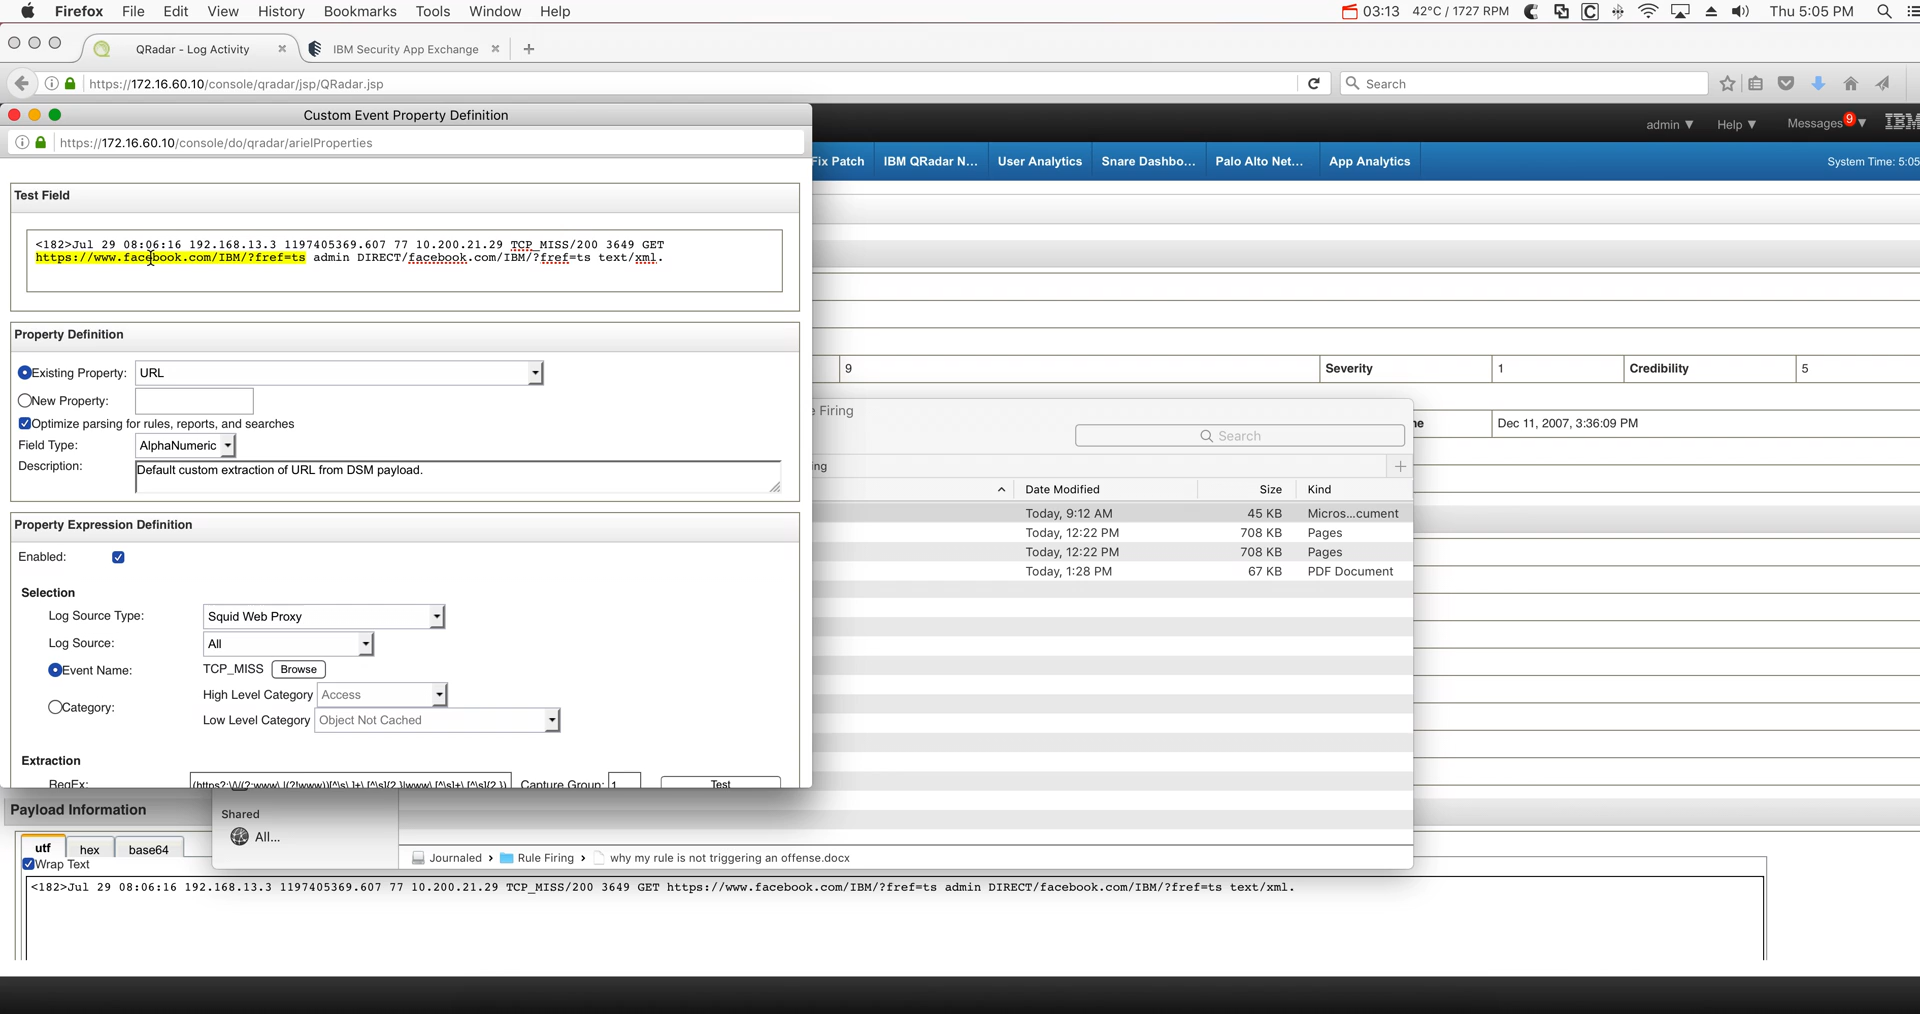 Firefox File Edit View History Bookmarks Tools Window Help 03:13 42°C / 1727 RPM Thu 5:05 PM
QRadar - Log Activity IBM Security App Exchange
https://172.16.60.10/console/qradar/jsp/QRadar.jsp Search
Custom Event Property Definition
admin Help Messages 9 IBM
https://172.16.60.10/console/do/qradar/arielProperties
Fix Patch IBM QRadar N... User Analytics Snare Dashbo... Palo Alto Net... App Analytics System Time: 5:05
Test Field
<182>Jul 29 08:06:16 192.168.13.3 1197405369.607 77 10.200.21.29 TCP_MISS/200 3649 GET
https://www.facebook.com/IBM/?fref=ts admin DIRECT/facebook.com/IBM/?fref=ts text/xml.
Property Definition
Existing Property: URL
New Property:
Optimize parsing for rules, reports, and searches
Field Type: AlphaNumeric
Description: Default custom extraction of URL from DSM payload.
Property Expression Definition
Enabled:
Selection
Log Source Type: Squid Web Proxy
Log Source: All
Event Name: TCP_MISS Browse
High Level Category Access
Category:
Low Level Category Object Not Cached
Extraction
RegEx: Capture Group: 1 Test
9 Severity 1 Credibility 5
Dec 11, 2007, 3:36:09 PM
e Firing
Search
ng
Date Modified Size Kind
Today, 9:12 AM 45 KB Micros...cument
Today, 12:22 PM 708 KB Pages
Today, 12:22 PM 708 KB Pages
Today, 1:28 PM 67 KB PDF Document
Payload Information
Shared
All...
utf hex base64
Wrap Text
Journaled › Rule Firing › why my rule is not triggering an offense.docx
<182>Jul 29 08:06:16 192.168.13.3 1197405369.607 77 10.200.21.29 TCP_MISS/200 3649 GET https://www.facebook.com/IBM/?fref=ts admin DIRECT/facebook.com/IBM/?fref=ts text/xml.